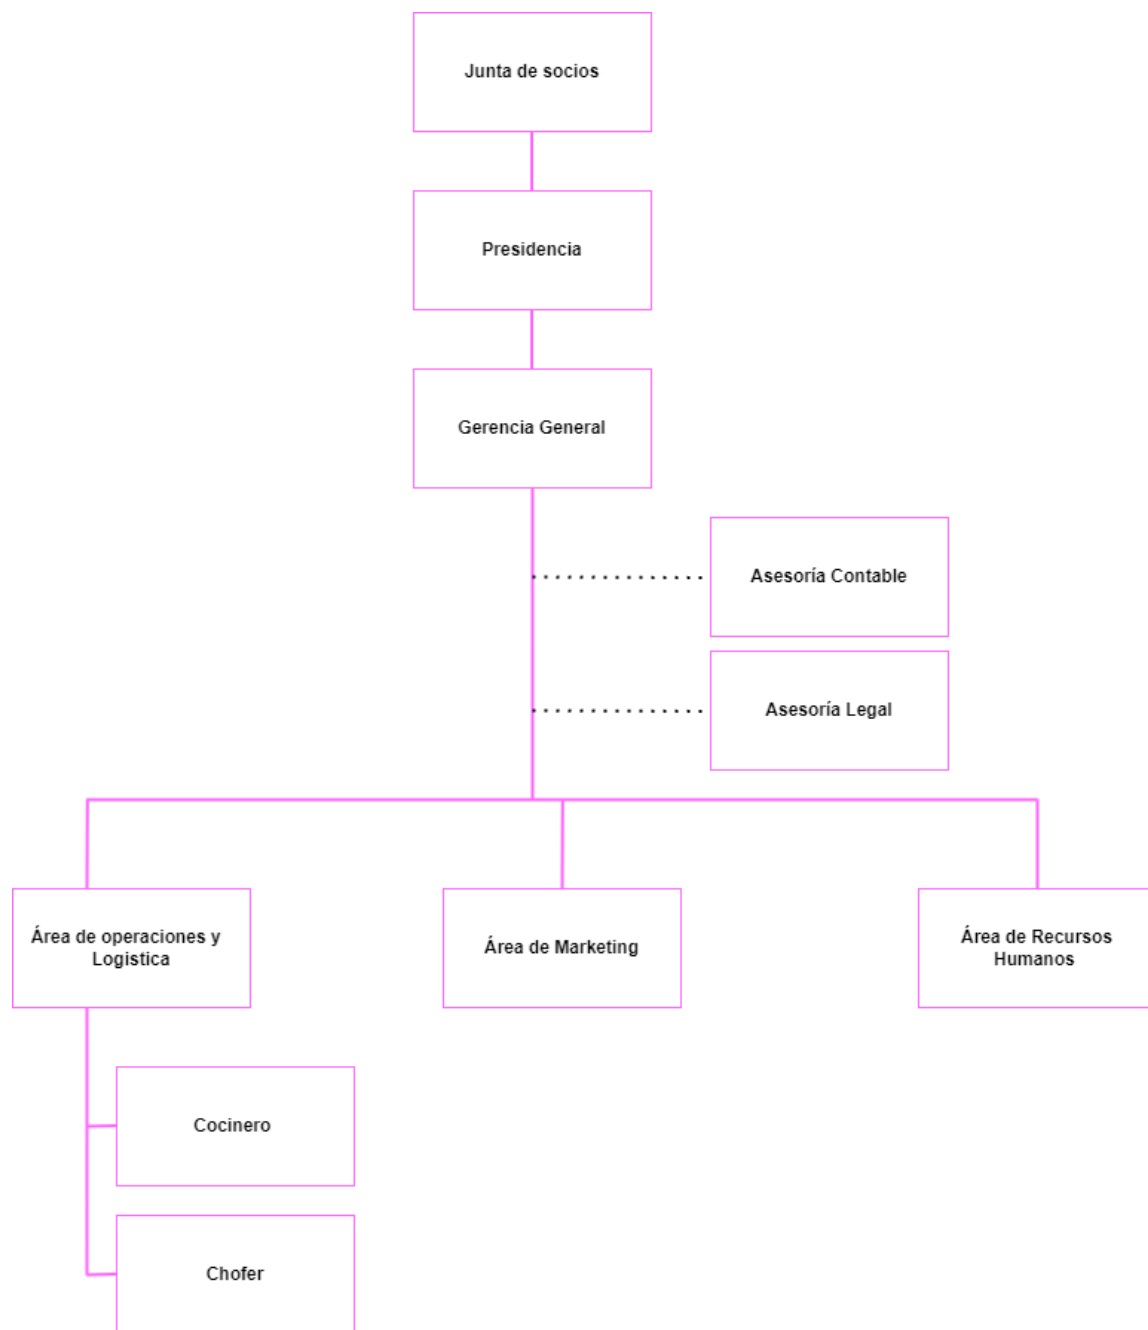 Junta de socios
Presidencia
Gerencia General
Asesoría Contable
Asesoría Legal
Área de operaciones y
Logistica
Área de Marketing
Área de Recursos
Humanos
Cocinero
Chofer